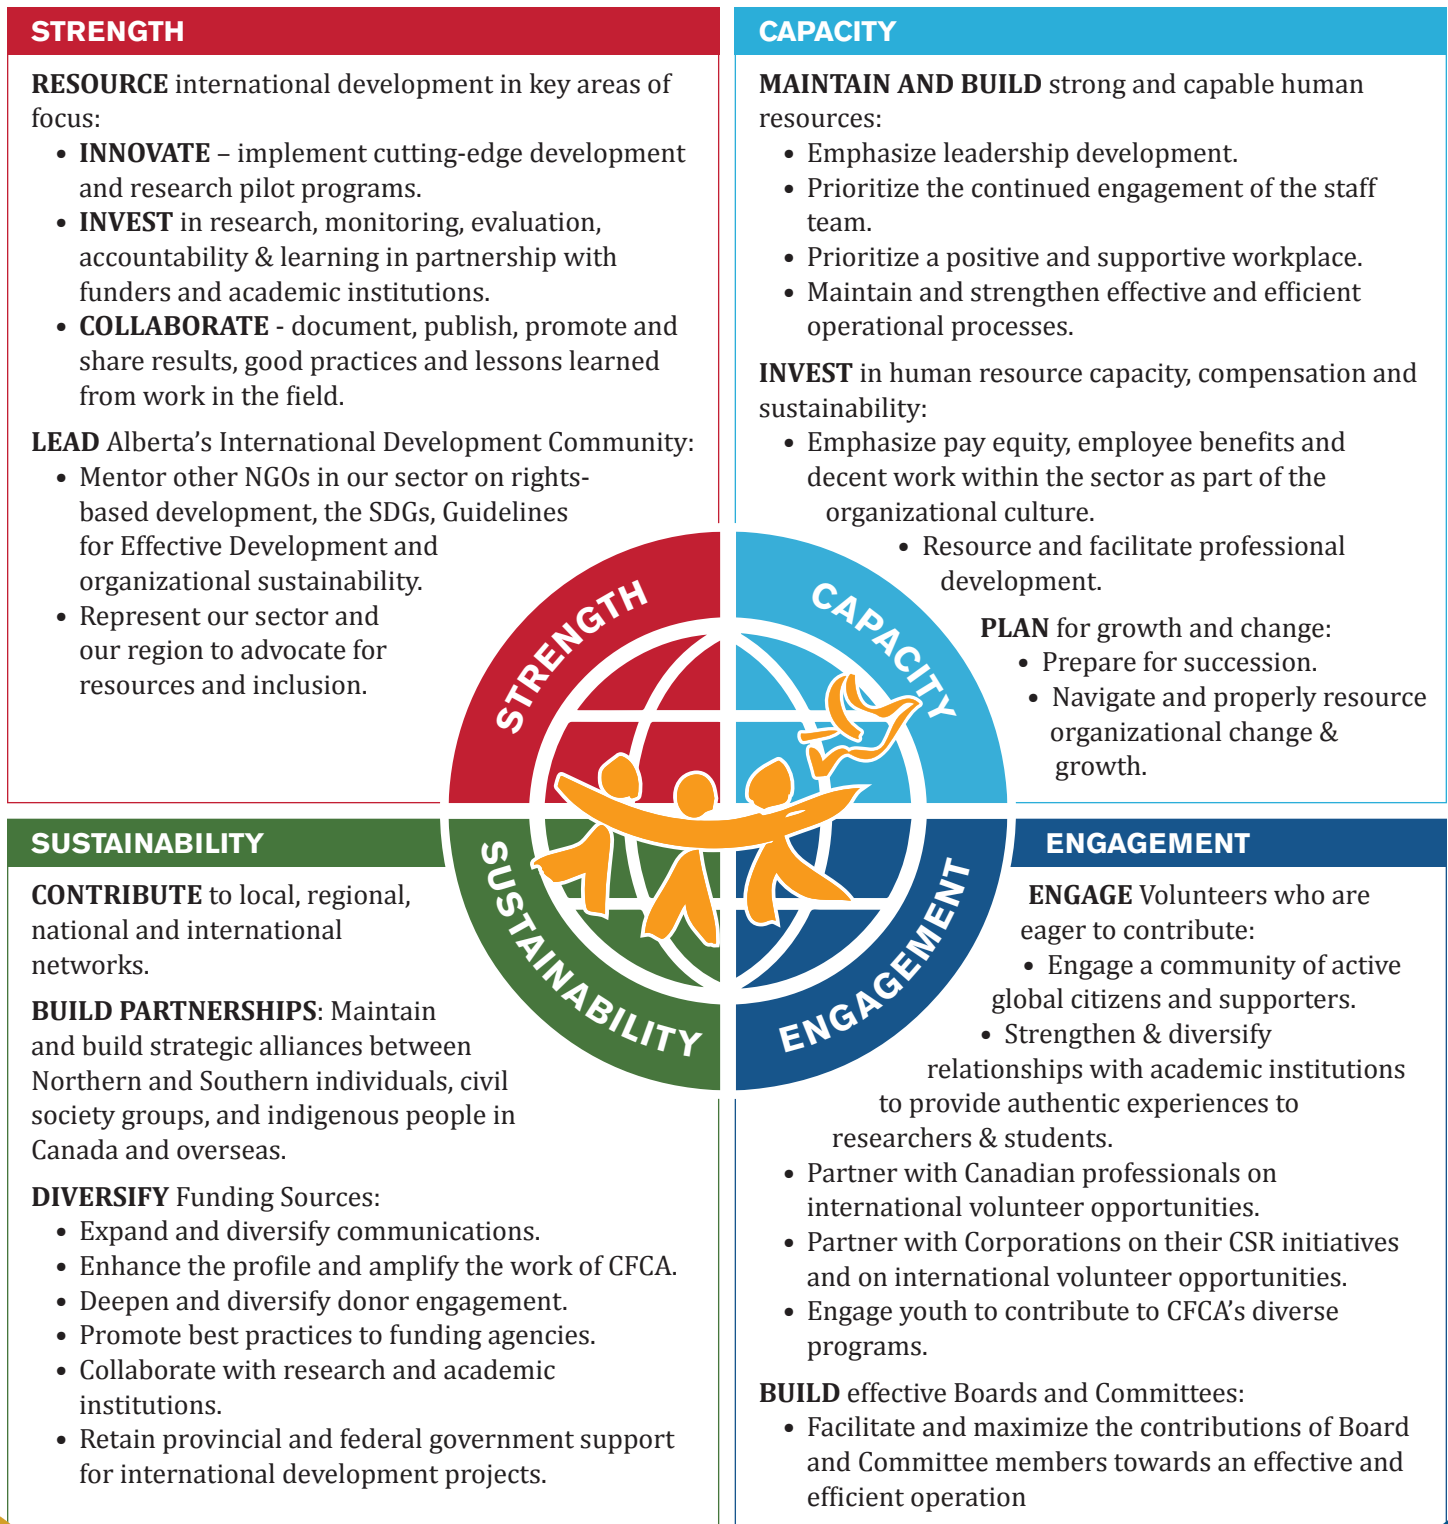 STRENGTH
RESOURCE international development in key areas of
focus:
• INNOVATE – implement cutting-edge development
and research pilot programs.
• INVEST in research, monitoring, evaluation,
accountability & learning in partnership with
funders and academic institutions.
• COLLABORATE - document, publish, promote and
share results, good practices and lessons learned
from work in the field.
LEAD Alberta’s International Development Community:
• Mentor other NGOs in our sector on rights-
based development, the SDGs, Guidelines
for Effective Development and
organizational sustainability.
• Represent our sector and
our region to advocate for
resources and inclusion.
CAPACITY
MAINTAIN AND BUILD strong and capable human
resources:
• Emphasize leadership development.
• Prioritize the continued engagement of the staff
team.
• Prioritize a positive and supportive workplace.
• Maintain and strengthen effective and efficient
operational processes.
INVEST in human resource capacity, compensation and
sustainability:
• Emphasize pay equity, employee benefits and
decent work within the sector as part of the
organizational culture.
• Resource and facilitate professional
development.
PLAN for growth and change:
• Prepare for succession.
• Navigate and properly resource
organizational change &
growth.
STRENGTH
CAPACITY
SUSTAINABILITY
ENGAGEMENT
SUSTAINABILITY
CONTRIBUTE to local, regional,
national and international
networks.
BUILD PARTNERSHIPS: Maintain
and build strategic alliances between
Northern and Southern individuals, civil
society groups, and indigenous people in
Canada and overseas.
DIVERSIFY Funding Sources:
• Expand and diversify communications.
• Enhance the profile and amplify the work of CFCA.
• Deepen and diversify donor engagement.
• Promote best practices to funding agencies.
• Collaborate with research and academic
institutions.
• Retain provincial and federal government support
for international development projects.
ENGAGEMENT
ENGAGE Volunteers who are
eager to contribute:
• Engage a community of active
global citizens and supporters.
• Strengthen & diversify
relationships with academic institutions
to provide authentic experiences to
researchers & students.
• Partner with Canadian professionals on
international volunteer opportunities.
• Partner with Corporations on their CSR initiatives
and on international volunteer opportunities.
• Engage youth to contribute to CFCA’s diverse
programs.
BUILD effective Boards and Committees:
• Facilitate and maximize the contributions of Board
and Committee members towards an effective and
efficient operation